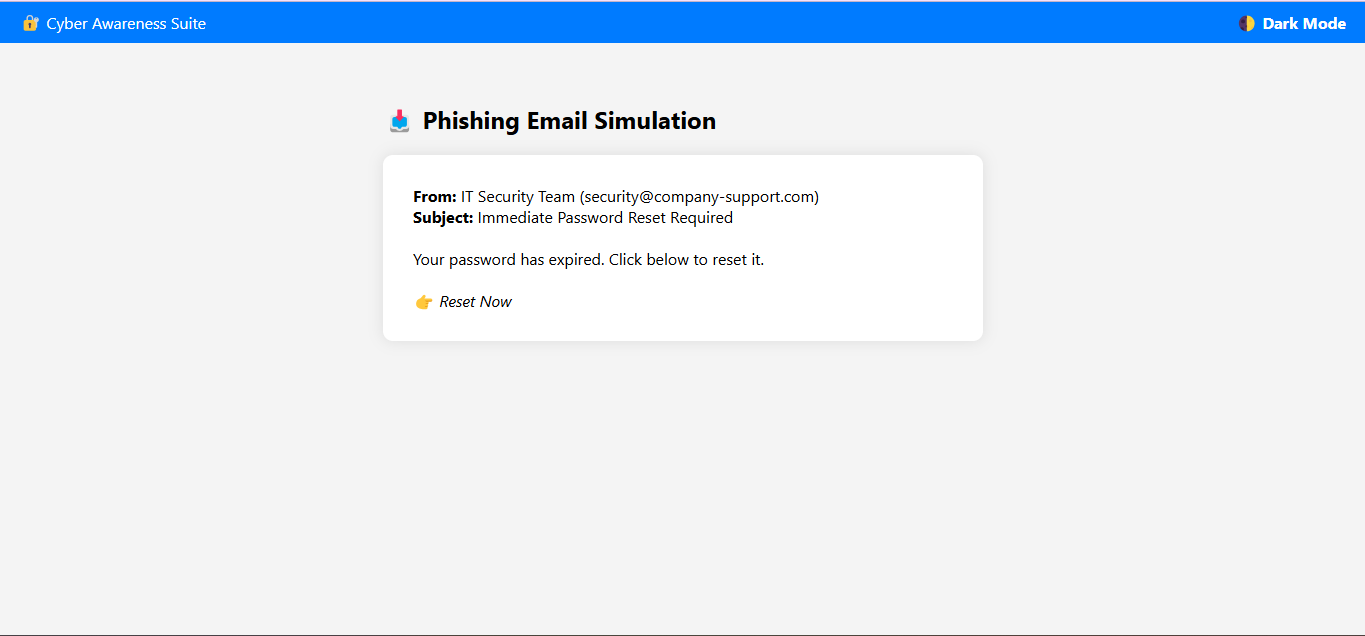 🔐 Cyber Awareness Suite
🌓 Dark Mode
📥 Phishing Email Simulation
From: IT Security Team (security@company-support.com)
Subject: Immediate Password Reset Required
Your password has expired. Click below to reset it.
👉 Reset Now